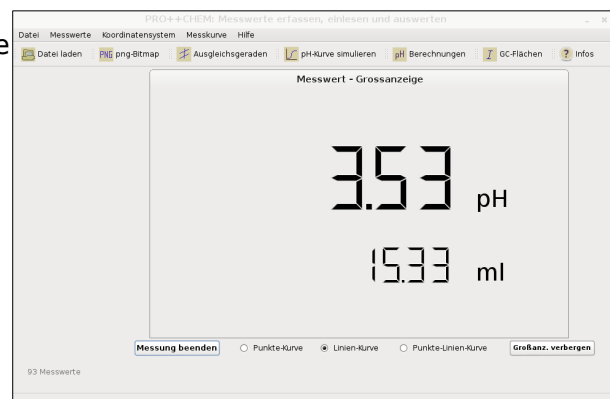 PRO++CHEM: Messwerte erfassen, einlesen und auswerten
Datei Messwerte Koordinatensystem Messkurve Hilfe
e
Datei laden PNG png-Bitmap Ausgleichsgeraden pH-Kurve simulieren pH Berechnungen GC-Flächen ? Infos
Messwert - Grossanzeige
3.53 pH
15.33 ml
Messung beenden Punkte-Kurve Linien-Kurve Punkte-Linien-Kurve Großanz. verbergen
93 Messwerte